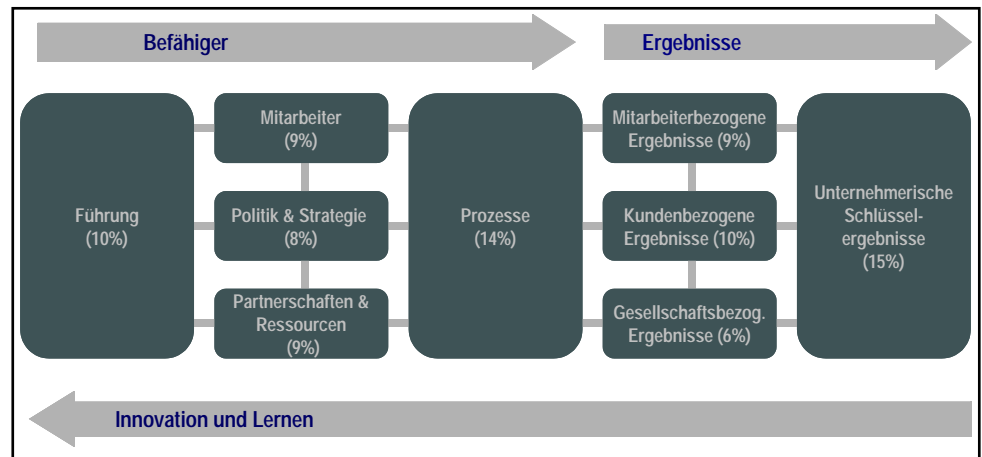 Befähiger
Ergebnisse
Führung
(10%)
Mitarbeiter
(9%)
Politik & Strategie
(8%)
Partnerschaften &
Ressourcen
(9%)
Prozesse
(14%)
Mitarbeiterbezogene
Ergebnisse (9%)
Kundenbezogene
Ergebnisse (10%)
Gesellschaftsbezog.
Ergebnisse (6%)
Unternehmerische
Schlüssel-
ergebnisse
(15%)
Innovation und Lernen